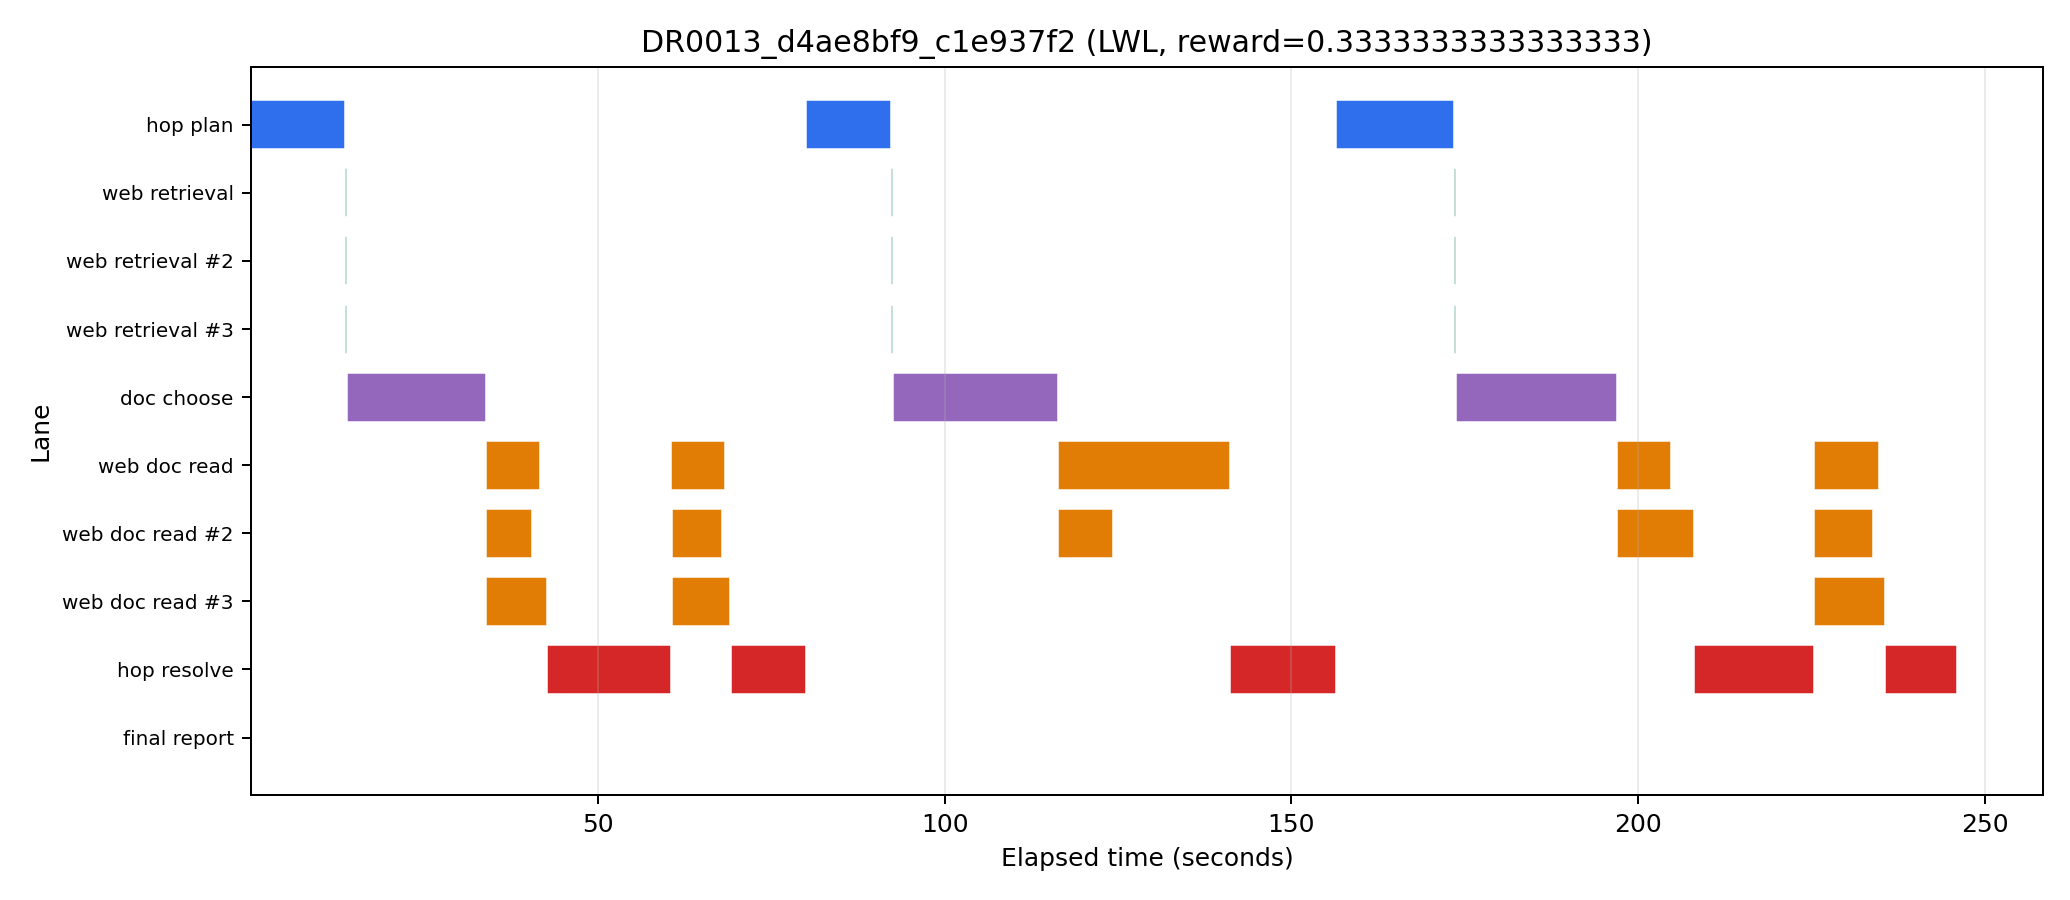 DR0013_d4ae8bf9_c1e937f2 (LWL, reward=0.3333333333333333)
hop plan
web retrieval
web retrieval #2
web retrieval #3
doc choose
web doc read
web doc read #2
web doc read #3
hop resolve
final report
Lane
50 100 150 200 250
Elapsed time (seconds)